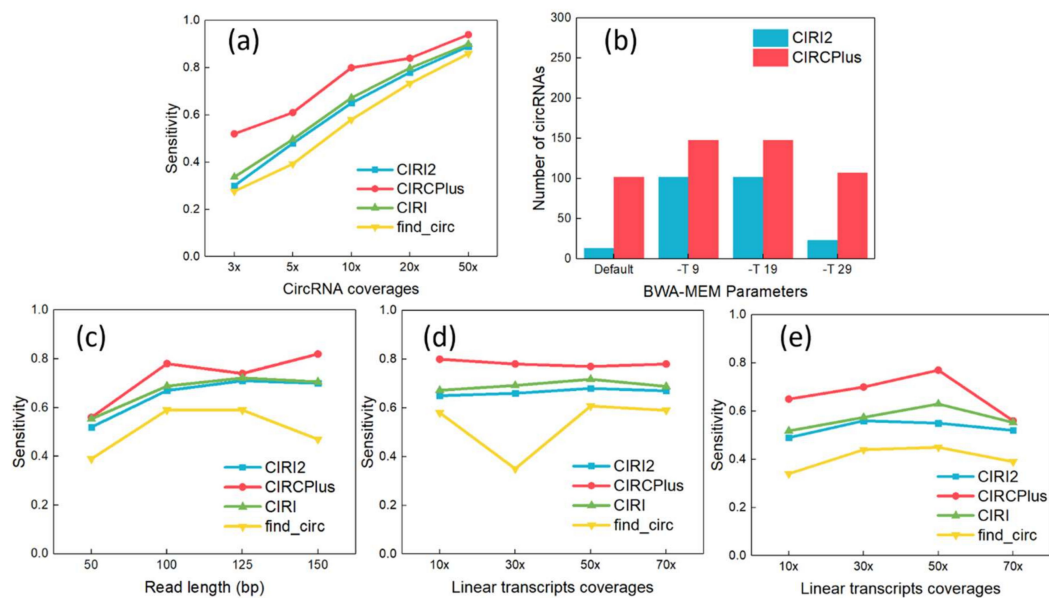 (a)
Sensitivity
1.0
0.8
0.6
0.4
0.2
0.0
CIRI2
CIRCPlus
CIRI
find_circ
3x 5x 10x 20x 50x
CircRNA coverages
(b)
Number of circRNAs
300
250
200
150
100
50
0
CIRI2
CIRCPlus
Default -T 9 -T 19 -T 29
BWA-MEM Parameters
(c)
Sensitivity
1.0
0.8
0.6
0.4
0.2
0.0
CIRI2
CIRCPlus
CIRI
find_circ
50 100 125 150
Read length (bp)
(d)
Sensitivity
1.0
0.8
0.6
0.4
0.2
0.0
CIRI2
CIRCPlus
CIRI
find_circ
10x 30x 50x 70x
Linear transcripts coverages
(e)
Sensitivity
1.0
0.8
0.6
0.4
0.2
0.0
CIRI2
CIRCPlus
CIRI
find_circ
10x 30x 50x 70x
Linear transcripts coverages